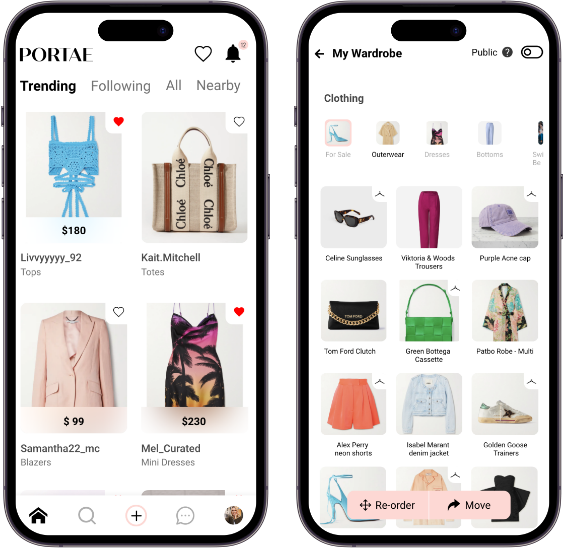 PORTAE
Trending Following All Nearby
$180
Chloé Chloé
Chloé Chloé
Livvyyyyy_92 Kait.Mitchell
Tops Totes
$ 99 $230
Samantha22_mc Mel_Curated
Blazers Mini Dresses
My Wardrobe Public ?
Clothing
For Sale Outerwear Dresses Bottoms Swi
Be
Celine Sunglasses Viktoria & Woods Purple Acne cap
Trousers
TOM FORD
Tom Ford Clutch Green Bottega Patbo Robe - Multi
Cassette
Alex Perry Isabel Marant Golden Goose
neon shorts denim jacket Trainers
Re-order Move